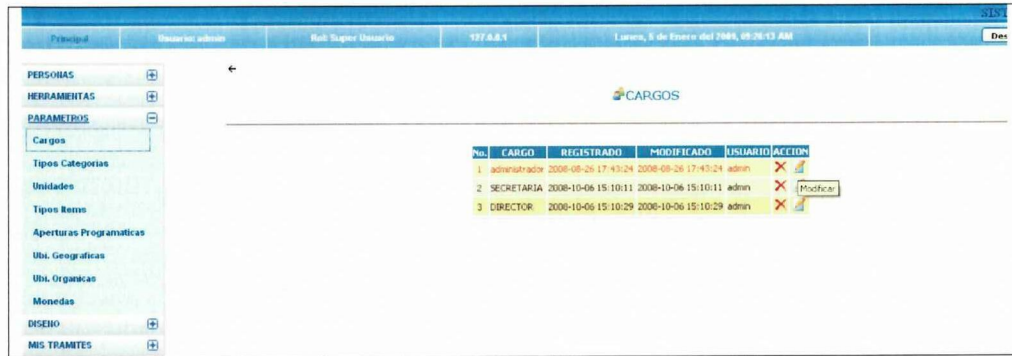 SIST
Principal Usuario: admin Rol: Super Usuario 127.0.0.1 Lunes, 5 de Enero del 2009, 09:26:13 AM Des
PERSONAS
HERRAMIENTAS
PARAMETROS
Cargos
Tipos Categorias
Unidades
Tipos Items
Aperturas Programaticas
Ubi. Geograficas
Ubi. Organicas
Monedas
DISEÑO
MIS TRAMITES
CARGOS
No. CARGO REGISTRADO MODIFICADO USUARIO ACCION
1 administrador 2008-08-26 17:43:24 2008-08-26 17:43:24 admin
2 SECRETARIA 2008-10-06 15:10:11 2008-10-06 15:10:11 admin
Modificar
3 DIRECTOR 2008-10-06 15:10:29 2008-10-06 15:10:29 admin